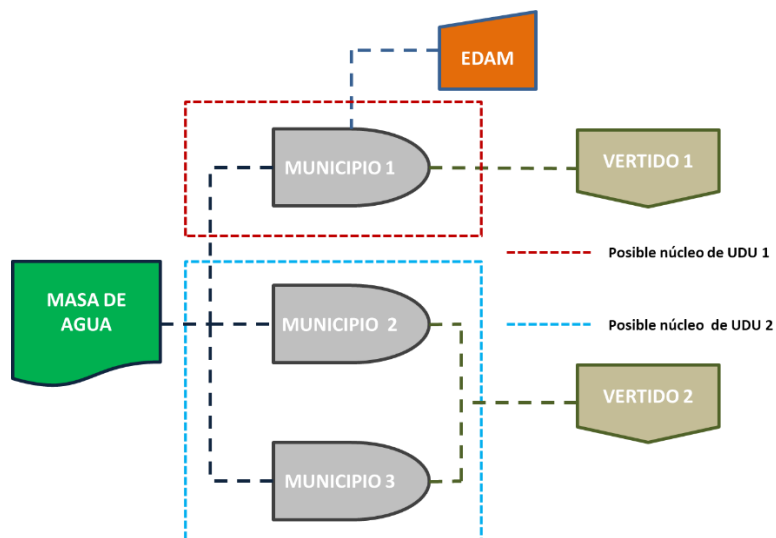 EDAM
MUNICIPIO 1
VERTIDO 1
Posible núcleo de UDU 1
MASA DE
AGUA
MUNICIPIO 2
Posible núcleo de UDU 2
VERTIDO 2
MUNICIPIO 3